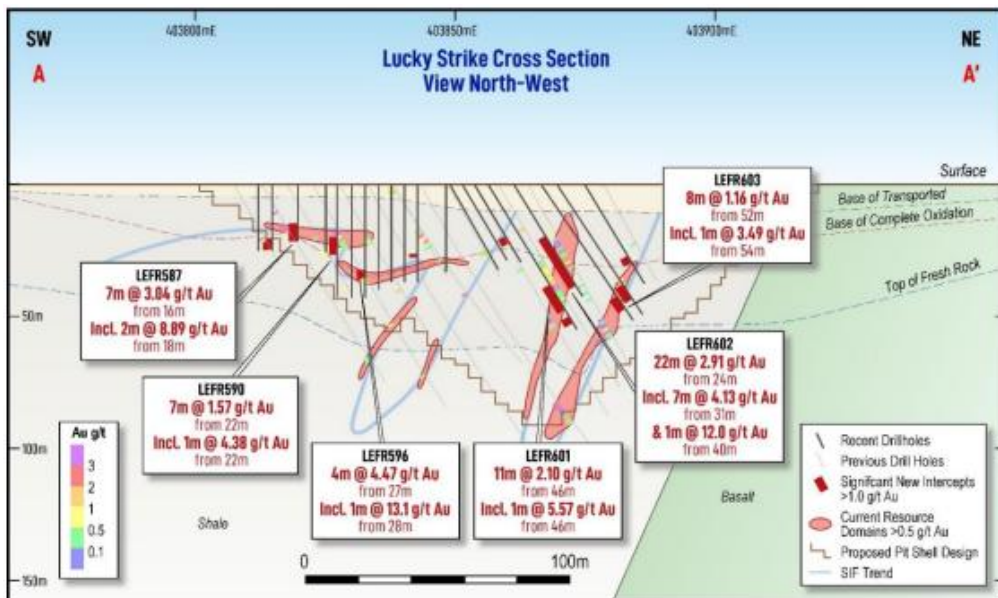 403800mE
403850mE
403900mE
SW
A
Lucky Strike Cross Section
View North-West
NE
A'
Surface
Base of Transported
Base of Complete Oxidation
Top of Fresh Rock
LEFR603
8m @ 1.16 g/t Au
from 52m
Incl. 1m @ 3.49 g/t Au
from 54m
LEFR587
7m @ 3.04 g/t Au
from 16m
Incl. 2m @ 8.89 g/t Au
from 18m
50m
50m
LEFR602
22m @ 2.91 g/t Au
from 24m
Incl. 7m @ 4.13 g/t Au
from 31m
& 1m @ 12.0 g/t Au
from 40m
LEFR590
7m @ 1.57 g/t Au
from 22m
Incl. 1m @ 4.38 g/t Au
from 22m
LEFR596
4m @ 4.47 g/t Au
from 27m
Incl. 1m @ 13.1 g/t Au
from 28m
LEFR601
11m @ 2.10 g/t Au
from 46m
Incl. 1m @ 5.57 g/t Au
from 46m
100m
100m
Au g/t
3
2
1
0.5
0.1
Shale
Basalt
0
100m
Recent Drillholes
Previous Drill Holes
Signifcant New Intercepts
>1.0 g/t Au
Current Resource
Domains >0.5 g/t Au
Proposed Pit Shell Design
SIF Trend
150m
150m